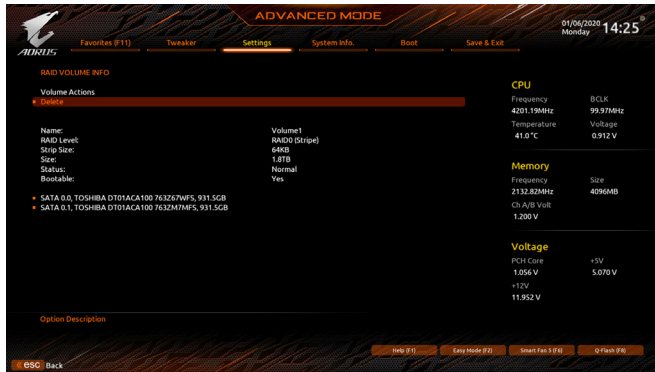 ADVANCED MODE
01/06/2020 Monday 14:25
AORUS
Favorites (F11) Tweaker Settings System Info. Boot Save & Exit
RAID VOLUME INFO
Volume Actions
Delete
Name: Volume1
RAID Level: RAID0 (Stripe)
Strip Size: 64KB
Size: 1.8TB
Status: Normal
Bootable: Yes
SATA 0.0, TOSHIBA DT01ACA100 763Z67WFS, 931.5GB
SATA 0.1, TOSHIBA DT01ACA100 763ZM7MFS, 931.5GB
CPU
Frequency BCLK
4201.19MHz 99.97MHz
Temperature Voltage
41.0 °C 0.912 V
Memory
Frequency Size
2132.82MHz 4096MB
Ch A/B Volt
1.200 V
Voltage
PCH Core +5V
1.056 V 5.070 V
+12V
11.952 V
Option Description
Help (F1) Easy Mode (F2) Smart Fan 5 (F6) Q-Flash (F8)
esc Back